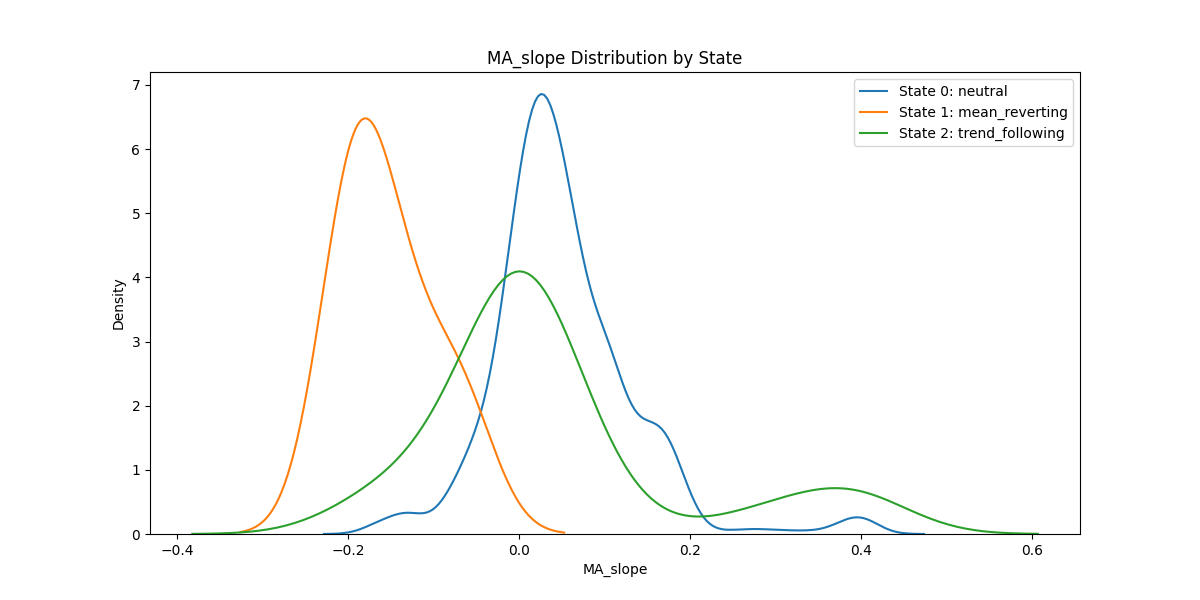 MA_slope Distribution by State
State 0: neutral
State 1: mean_reverting
State 2: trend_following
Density
7
6
5
4
3
2
1
0
−0.4 −0.2 0.0 0.2 0.4 0.6
MA_slope